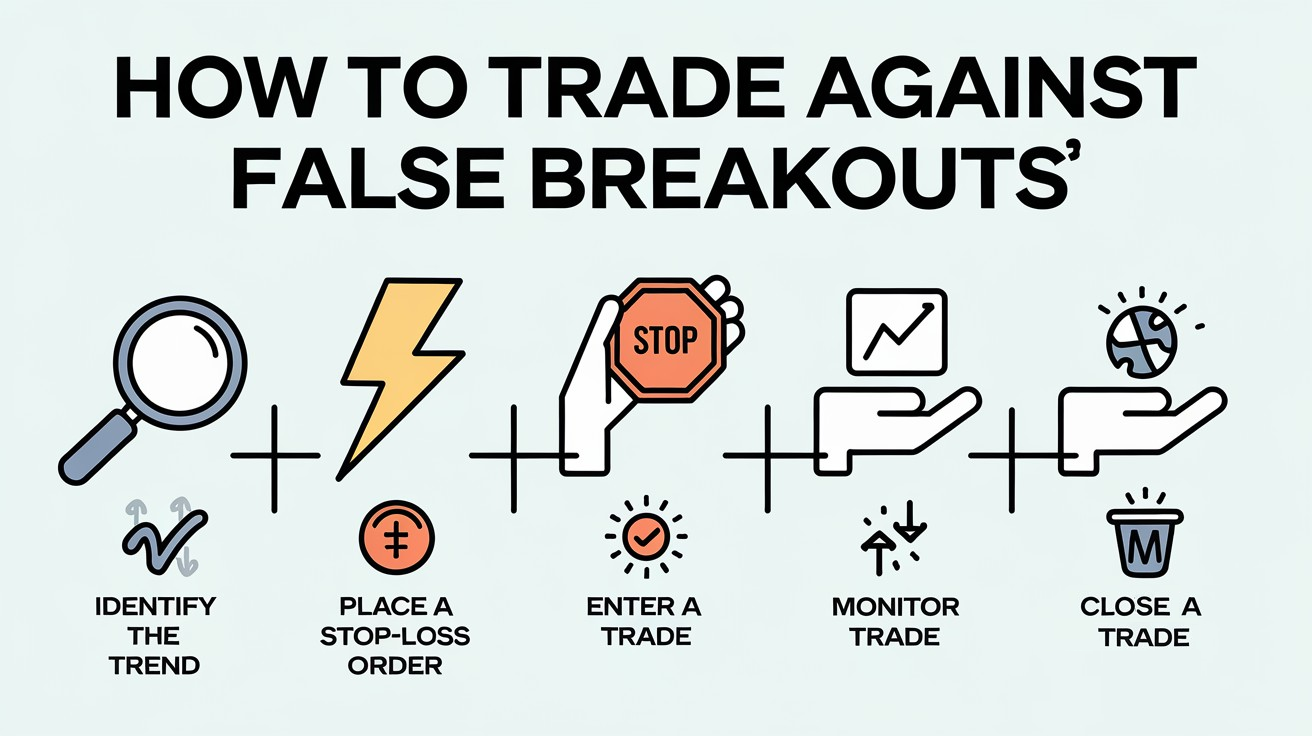 HOW TO TRADE AGAINST
FALSE BREAKOUTS’
STOP
IDENTIFY
THE
TREND
PLACE A
STOP-LOSS
ORDER
ENTER A
TRADE
MONITOR
TRADE
M
CLOSE A
TRADE